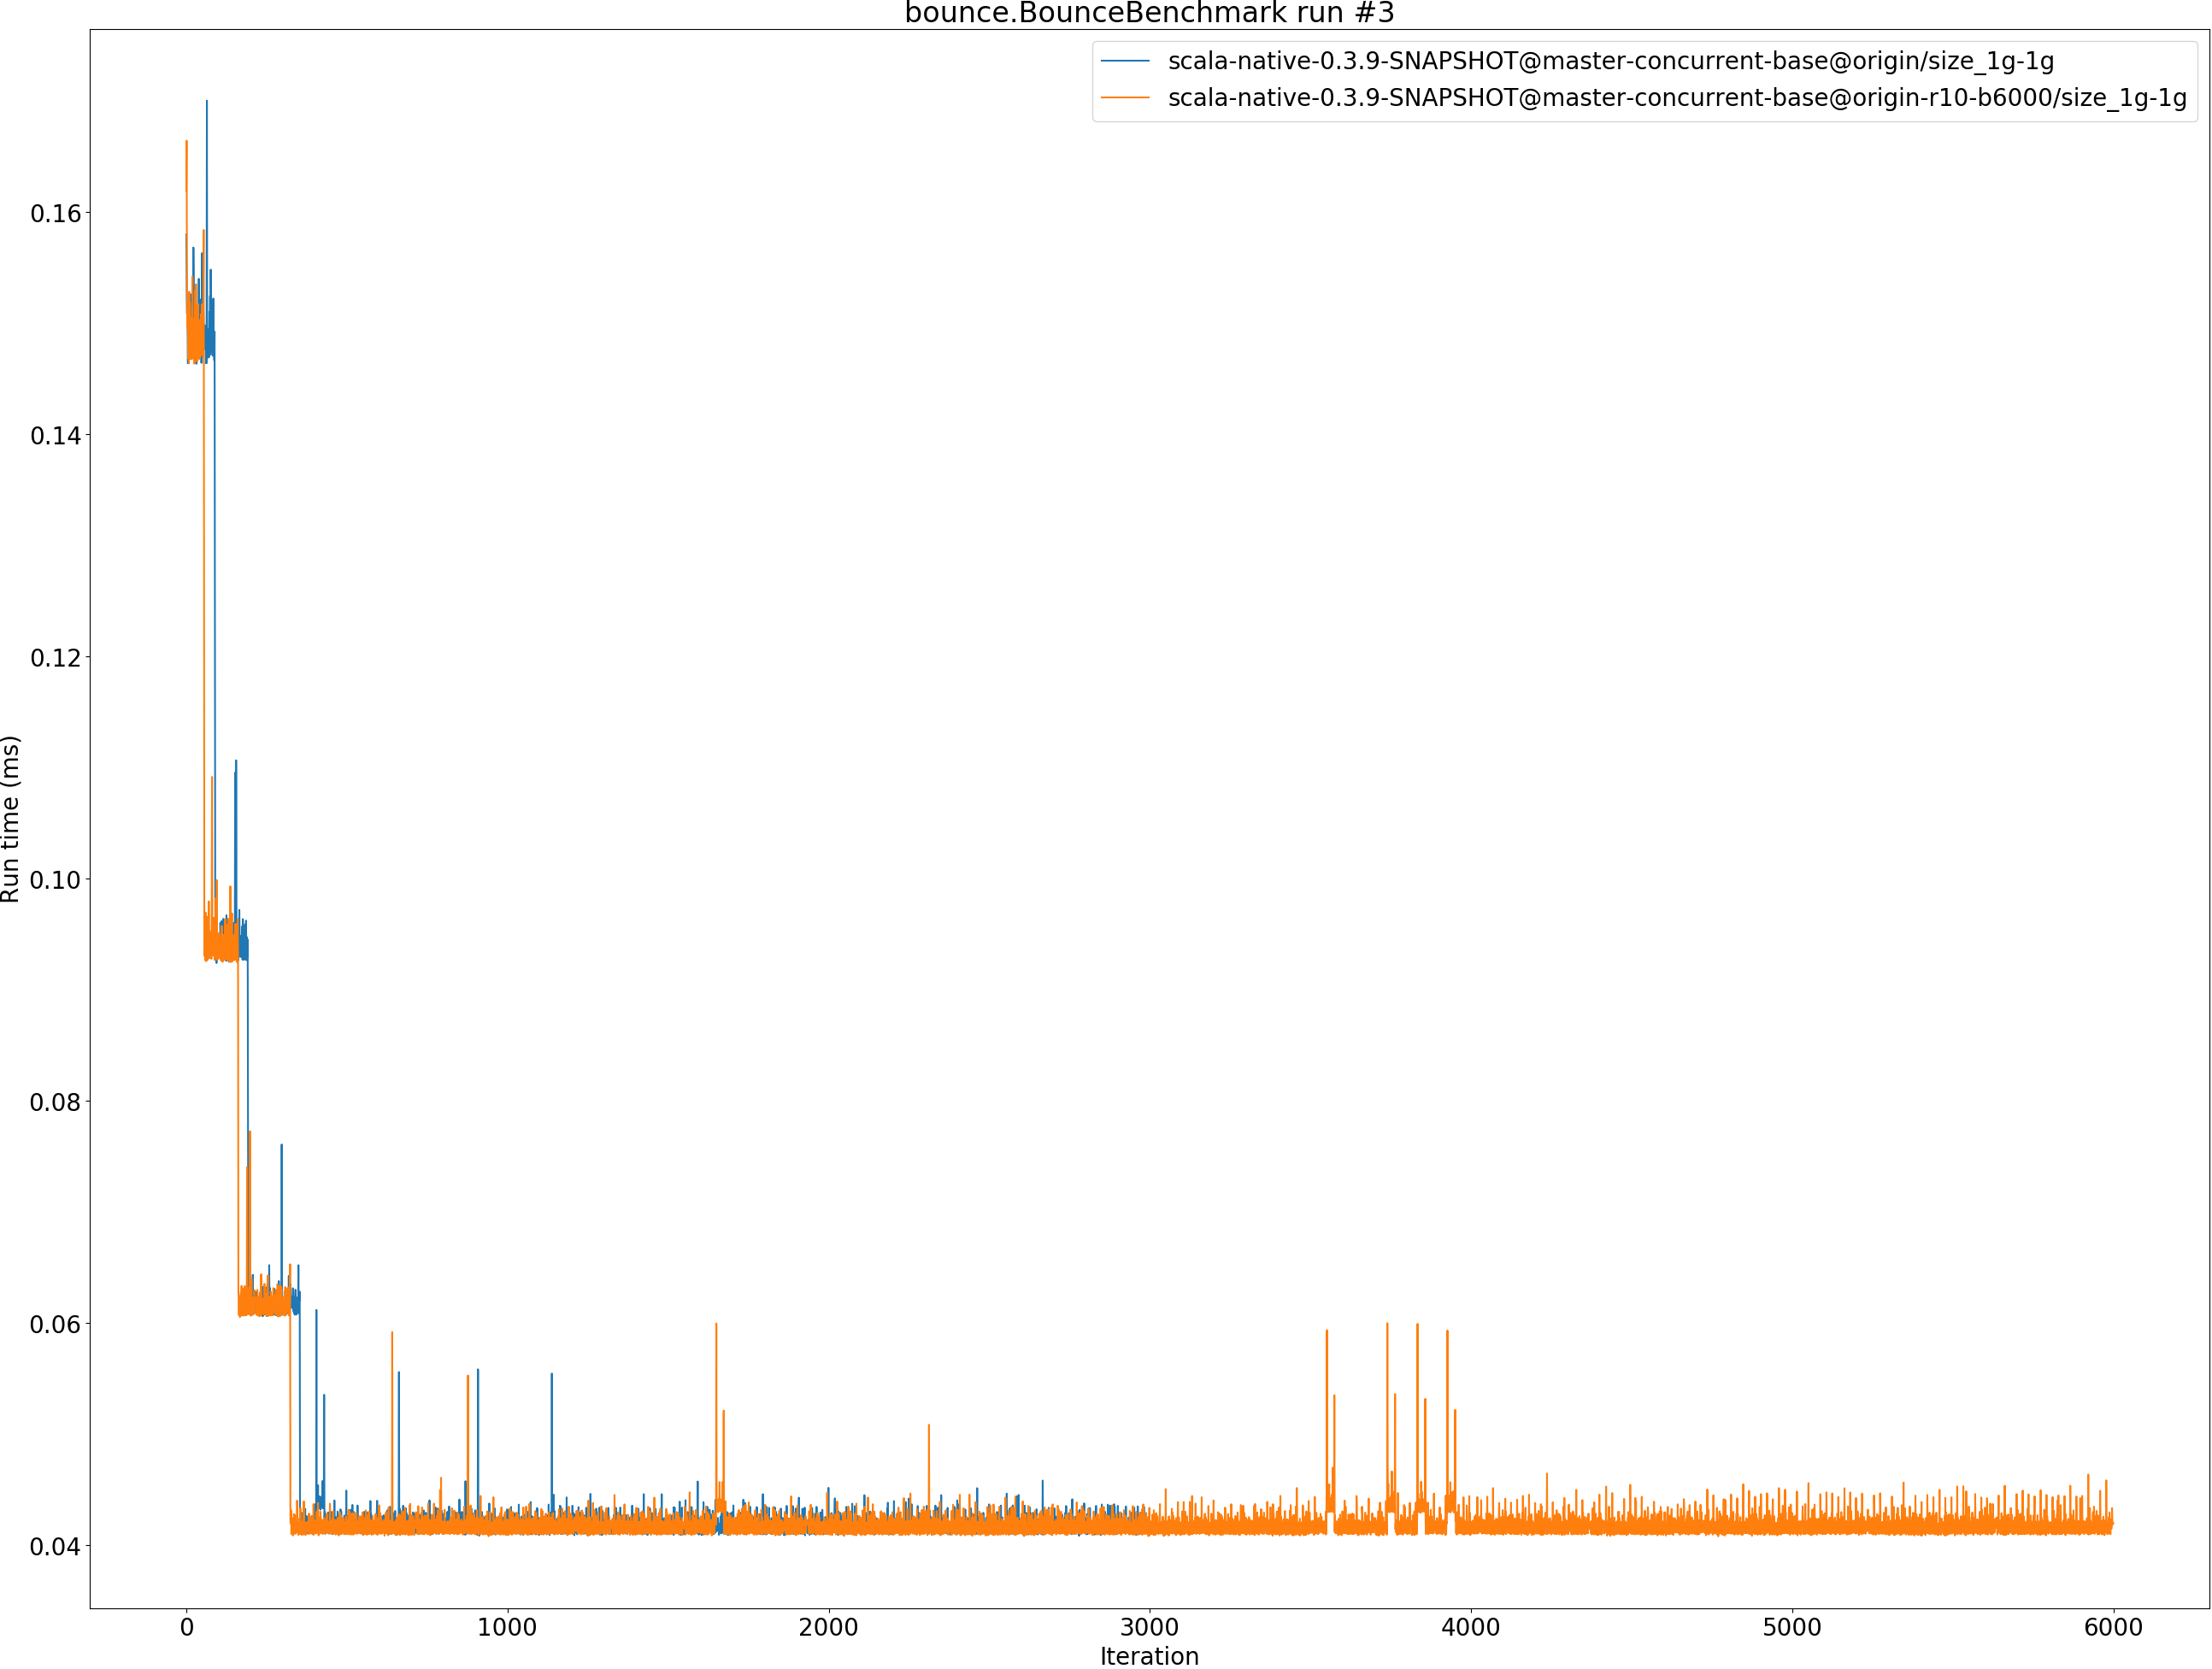 bounce.BounceBenchmark run #3
scala-native-0.3.9-SNAPSHOT@master-concurrent-base@origin/size_1g-1g
scala-native-0.3.9-SNAPSHOT@master-concurrent-base@origin-r10-b6000/size_1g-1g
Run time (ms)
0.16
0.14
0.12
0.10
0.08
0.06
0.04
0 1000 2000 3000 4000 5000 6000
Iteration